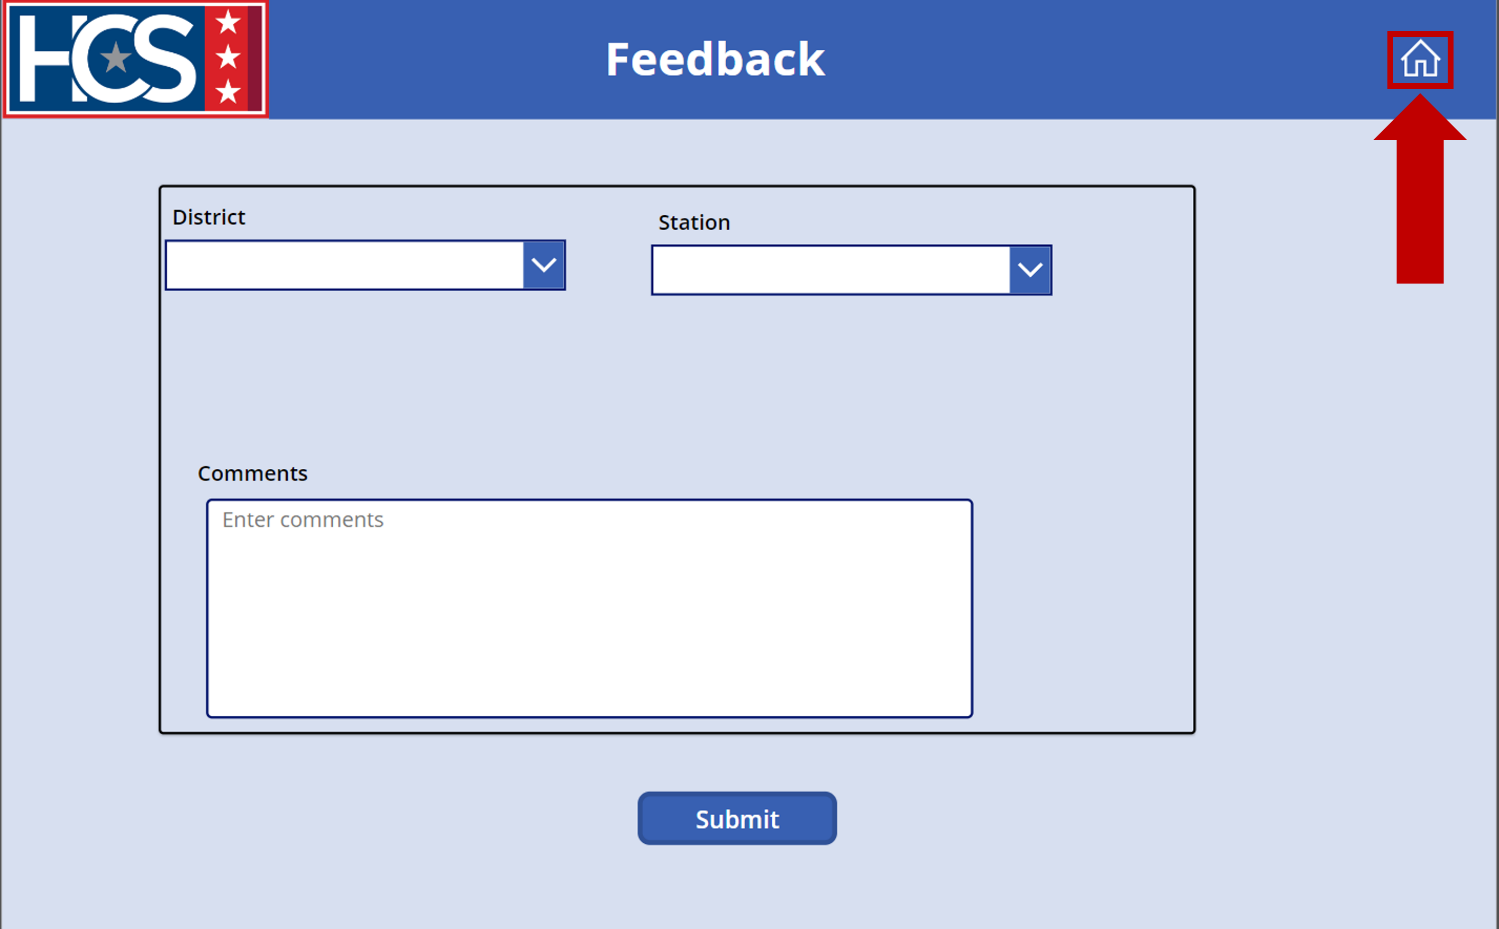 HCS
Feedback
District
Station
Comments
Enter comments
Submit